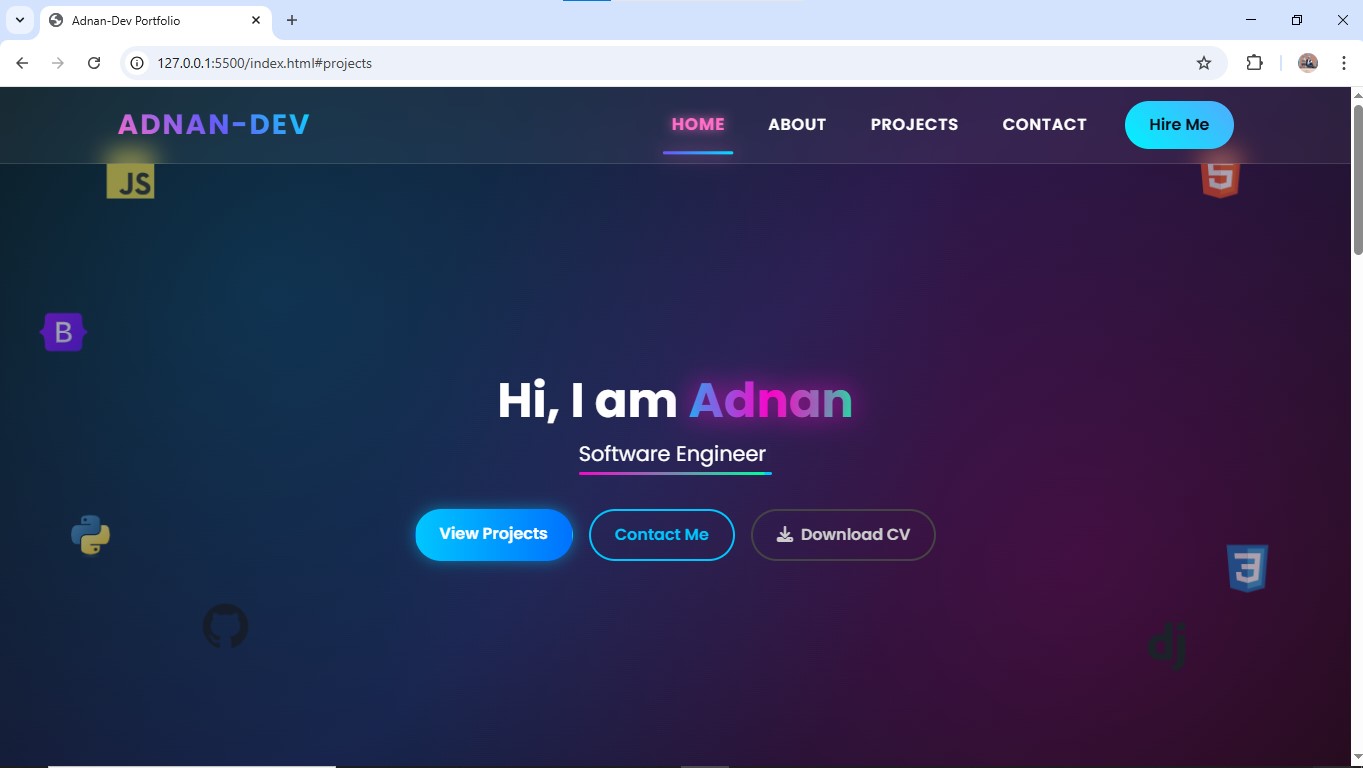 Adnan-Dev Portfolio
127.0.0.1:5500/index.html#projects
ADNAN-DEV
HOME
ABOUT
PROJECTS
CONTACT
Hire Me
JS
5
B
Hi, I am Adnan
Software Engineer
View Projects
Contact Me
Download CV
3
dj